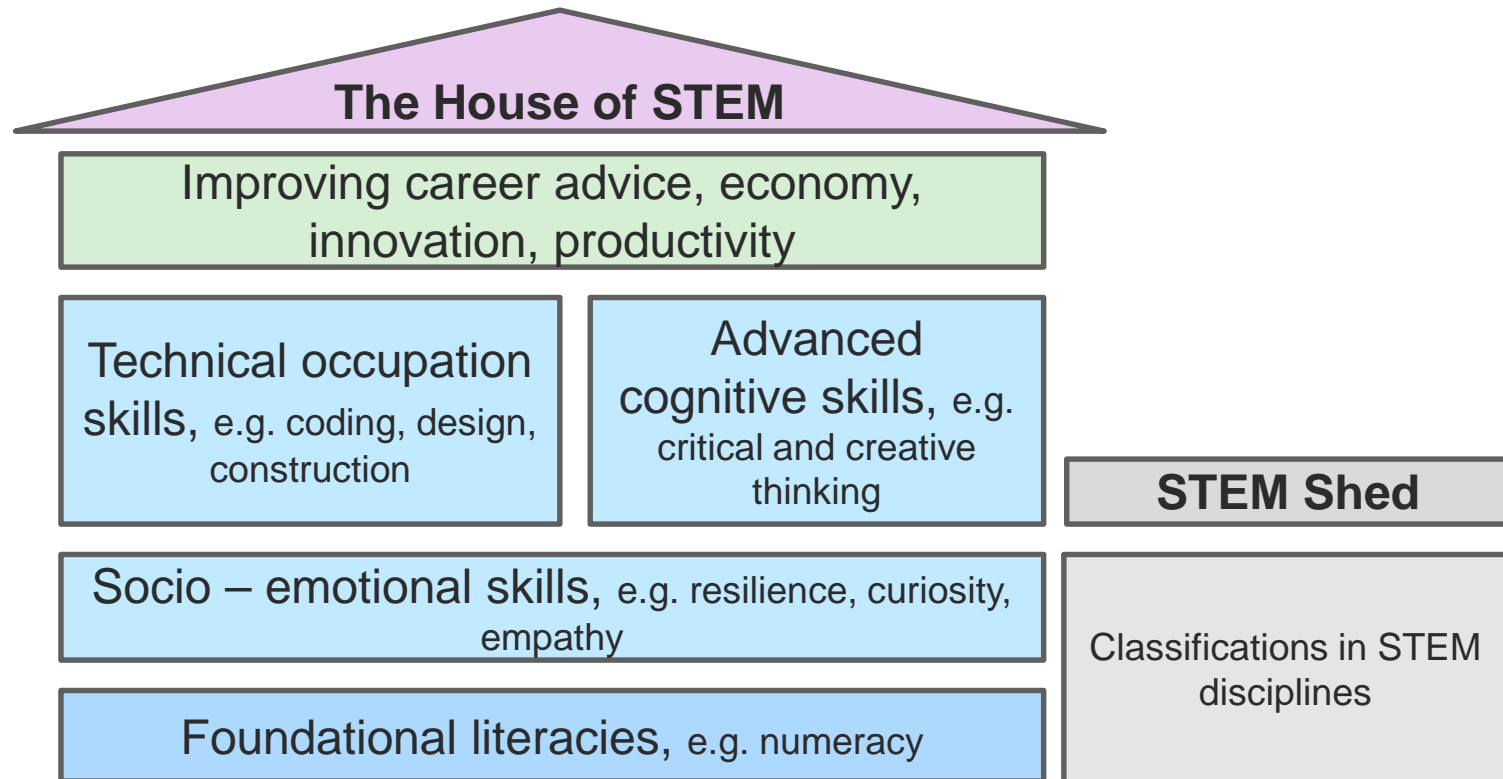 The House of STEM
Improving career advice, economy,
innovation, productivity
Technical occupation
skills, e.g. coding, design,
construction
Advanced
cognitive skills, e.g.
critical and creative
thinking
STEM Shed
Socio – emotional skills, e.g. resilience, curiosity,
empathy
Classifications in STEM
disciplines
Foundational literacies, e.g. numeracy